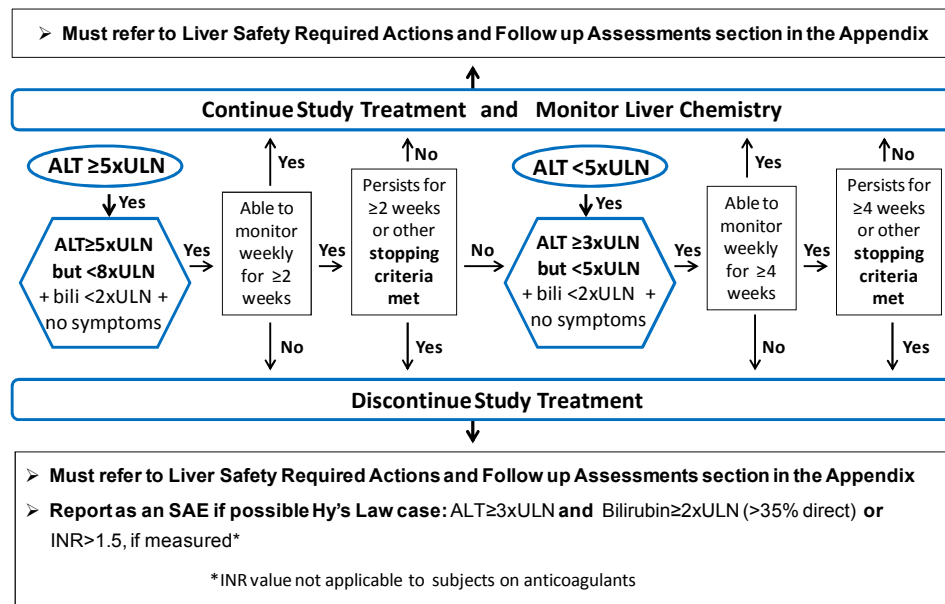 ➢ Must refer to Liver Safety Required Actions and Follow up Assessments section in the Appendix
Continue Study Treatment and Monitor Liver Chemistry
ALT ≥5xULN
Yes
ALT≥5xULN
but <8xULN
+ bili <2xULN +
no symptoms
Yes
Yes
Able to
monitor
weekly
for ≥2
weeks
No
Yes
No
Persists for
≥2 weeks
or other
stopping
criteria
met
Yes
No
ALT <5xULN
Yes
ALT ≥3xULN
but <5xULN
+ bili <2xULN +
no symptoms
Yes
Yes
Able to
monitor
weekly
for ≥4
weeks
No
Yes
No
Persists for
≥4 weeks
or other
stopping
criteria
met
Yes
Discontinue Study Treatment
➢ Must refer to Liver Safety Required Actions and Follow up Assessments section in the Appendix
➢ Report as an SAE if possible Hy's Law case: ALT≥3xULN and Bilirubin≥2xULN (>35% direct) or
INR>1.5, if measured*
*INR value not applicable to subjects on anticoagulants